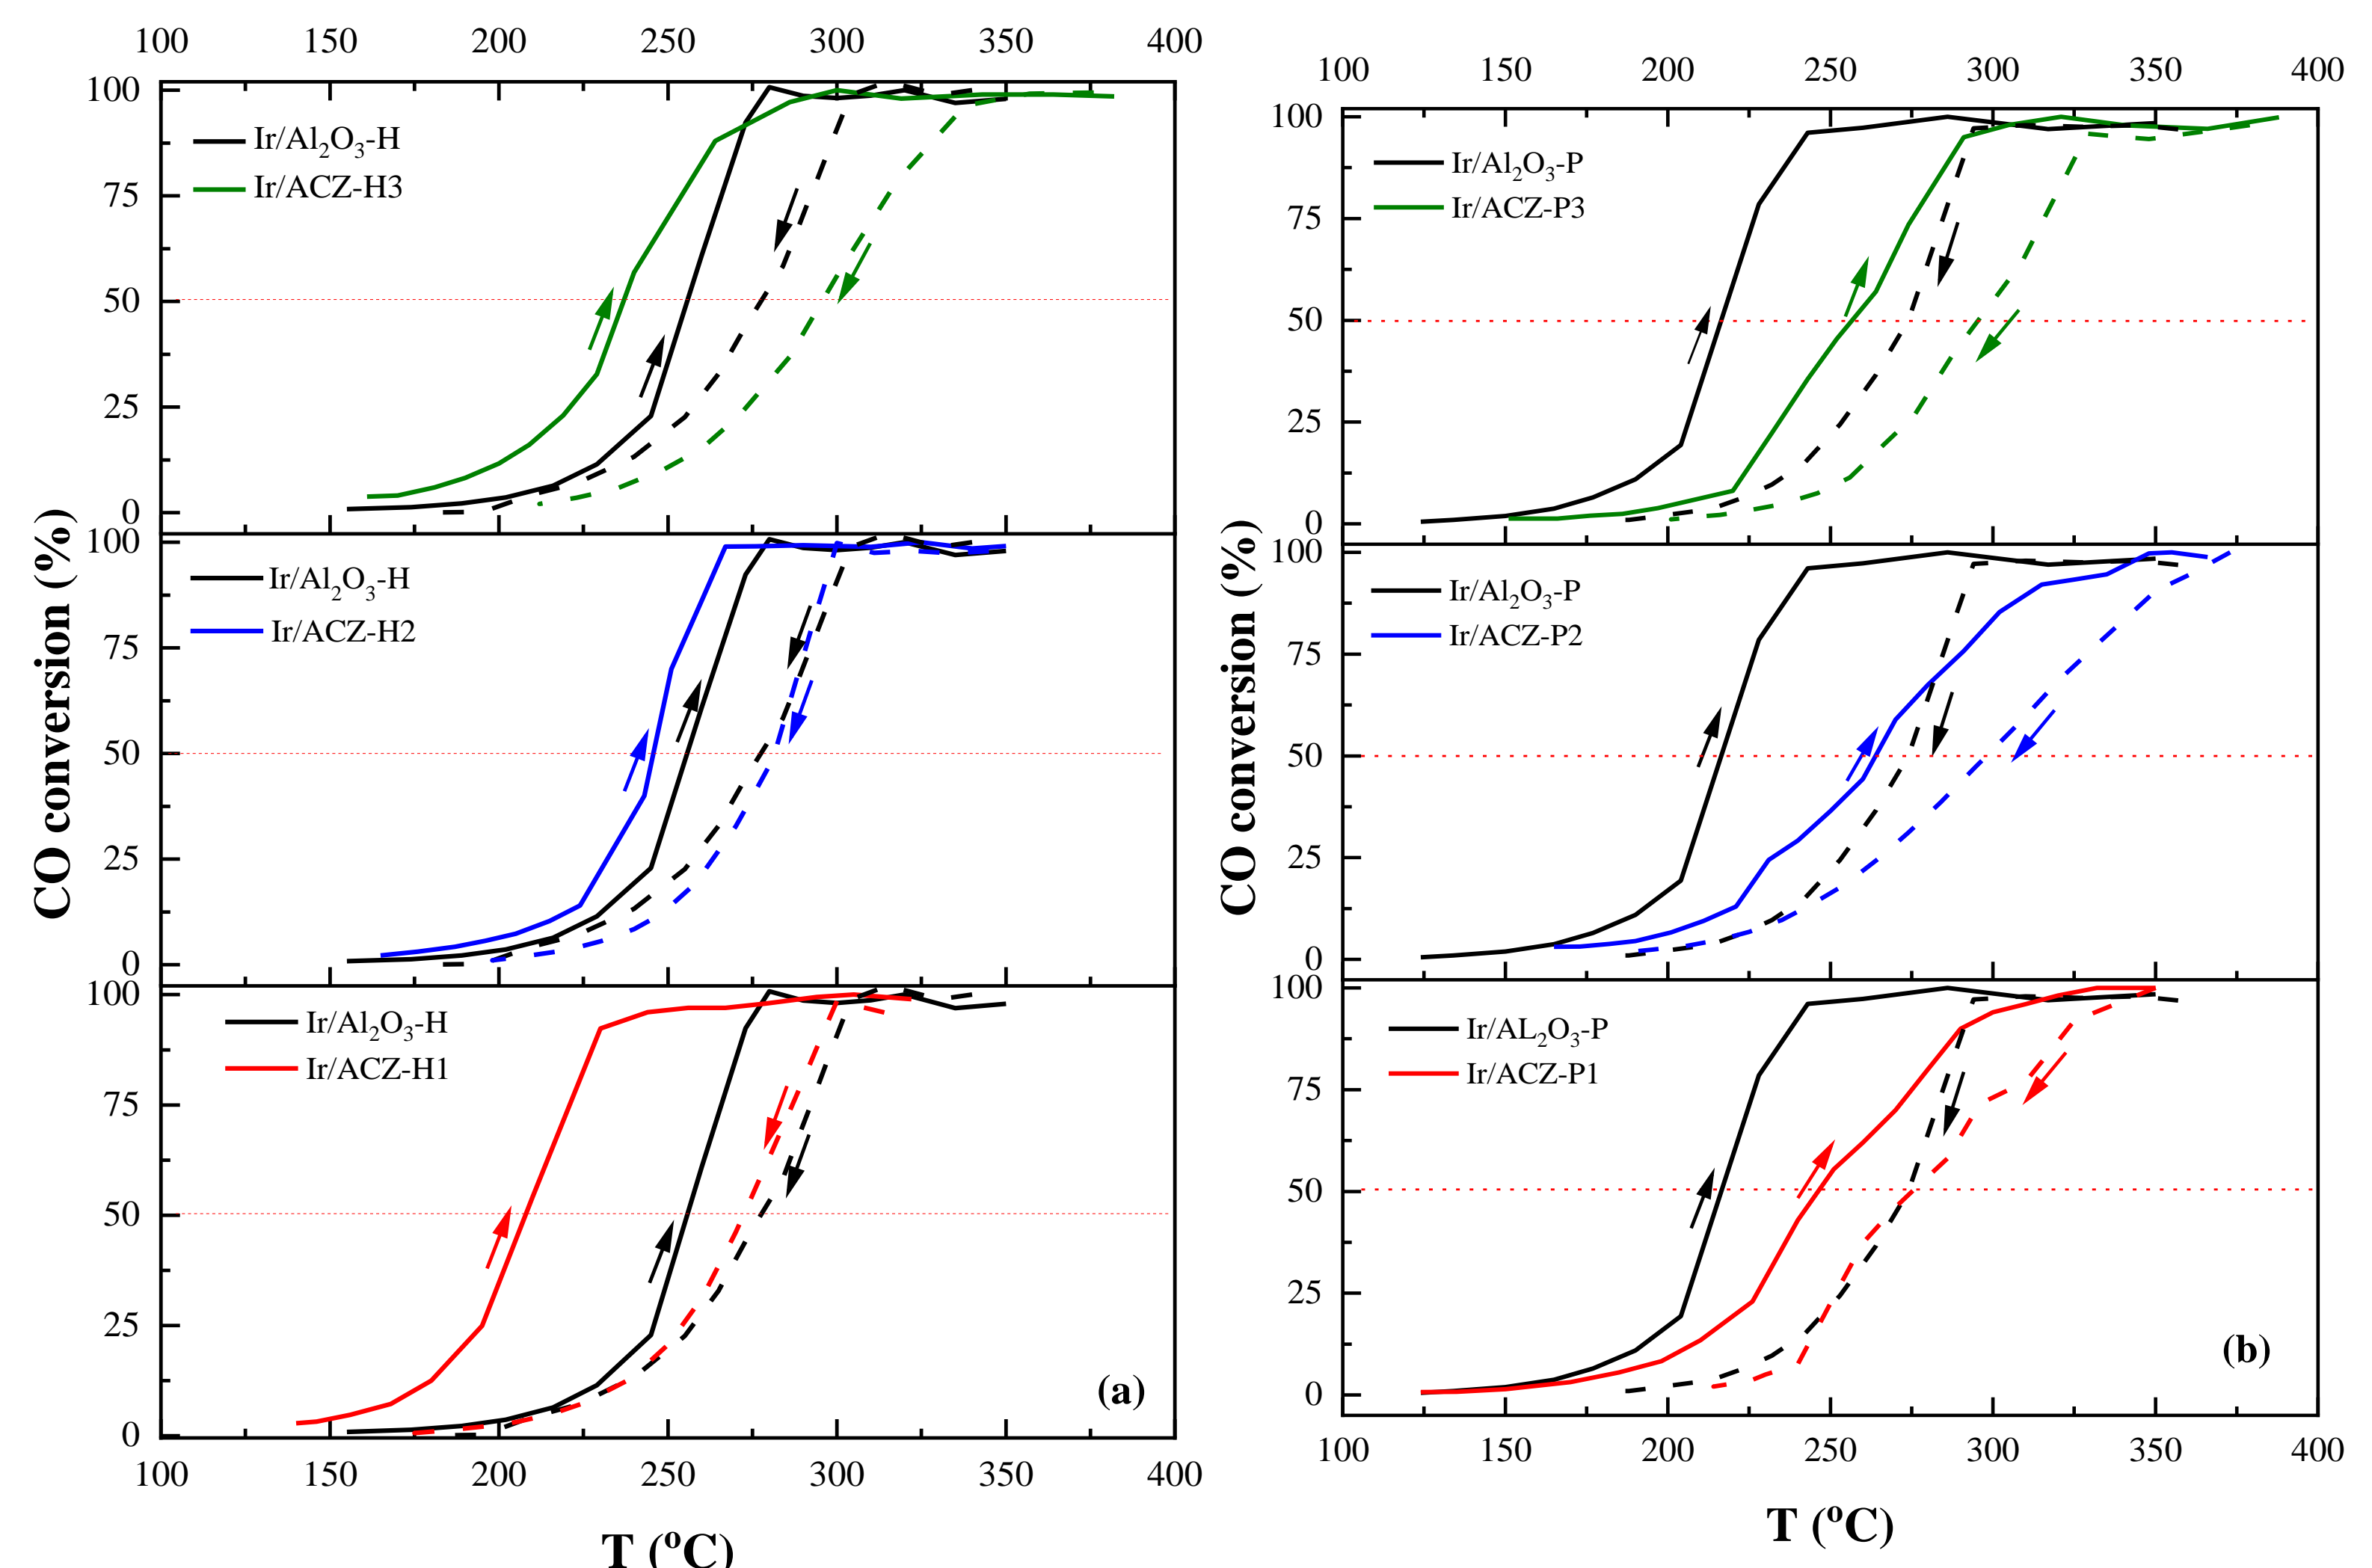 100 150 200 250 300 350 400
100
75
50
25
0
Ir/Al₂O₃-H
Ir/ACZ-H3
100
75
50
25
0
Ir/Al₂O₃-H
Ir/ACZ-H2
100
75
50
25
0
Ir/Al₂O₃-H
Ir/ACZ-H1
(a)
100 150 200 250 300 350 400
CO conversion (%)
T (ºC)
100 150 200 250 300 350 400
100
75
50
25
0
Ir/Al₂O₃-P
Ir/ACZ-P3
100
75
50
25
0
Ir/Al₂O₃-P
Ir/ACZ-P2
100
75
50
25
0
Ir/AL₂O₃-P
Ir/ACZ-P1
(b)
100 150 200 250 300 350 400
CO conversion (%)
T (ºC)